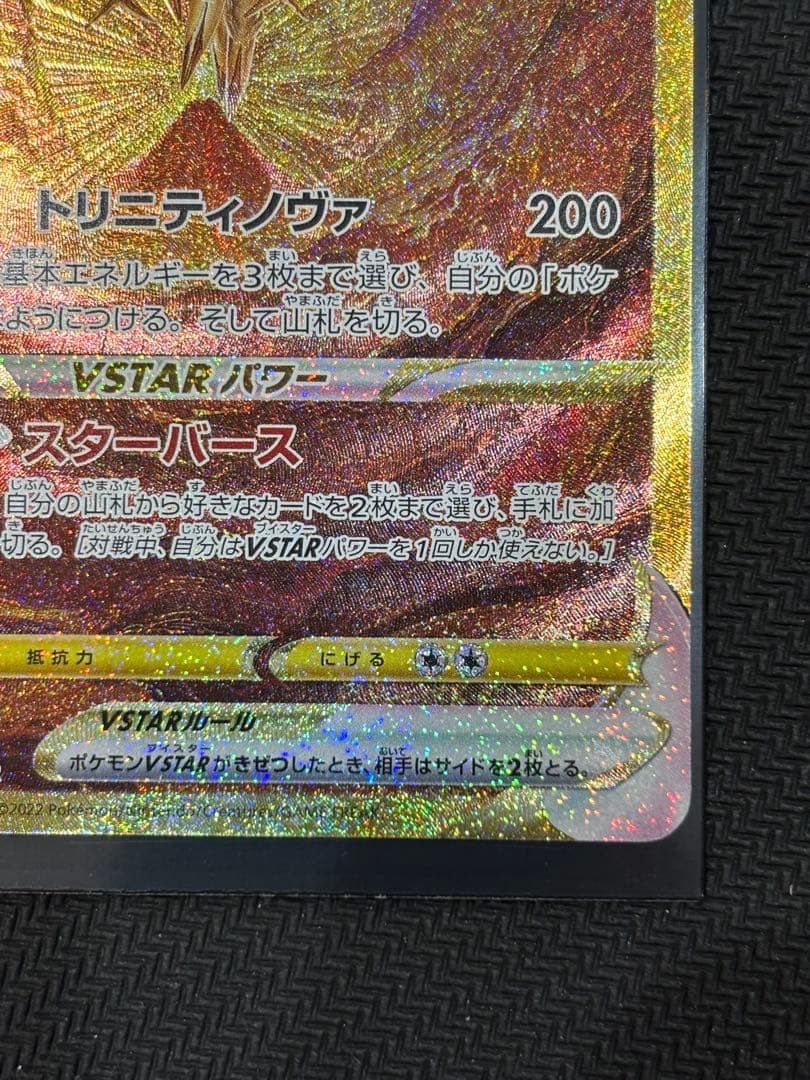 トリニティノヴァ 200
基本エネルギーを3枚まで選び、自分の「ポケ
ようにつける。そして山札を切る。
VSTARパワー
スターバース
自分の山札から好きなカードを2枚まで選び、手札に加
切る。[対戦中、自分はVSTARパワーを1回しか使えない。]
抵抗力 にげる
VSTARルール
ポケモンVSTARがきぜつしたとき、相手はサイドを2枚とる。
©2022 Pokémon/Nintendo/Creatures/GAME FREAK